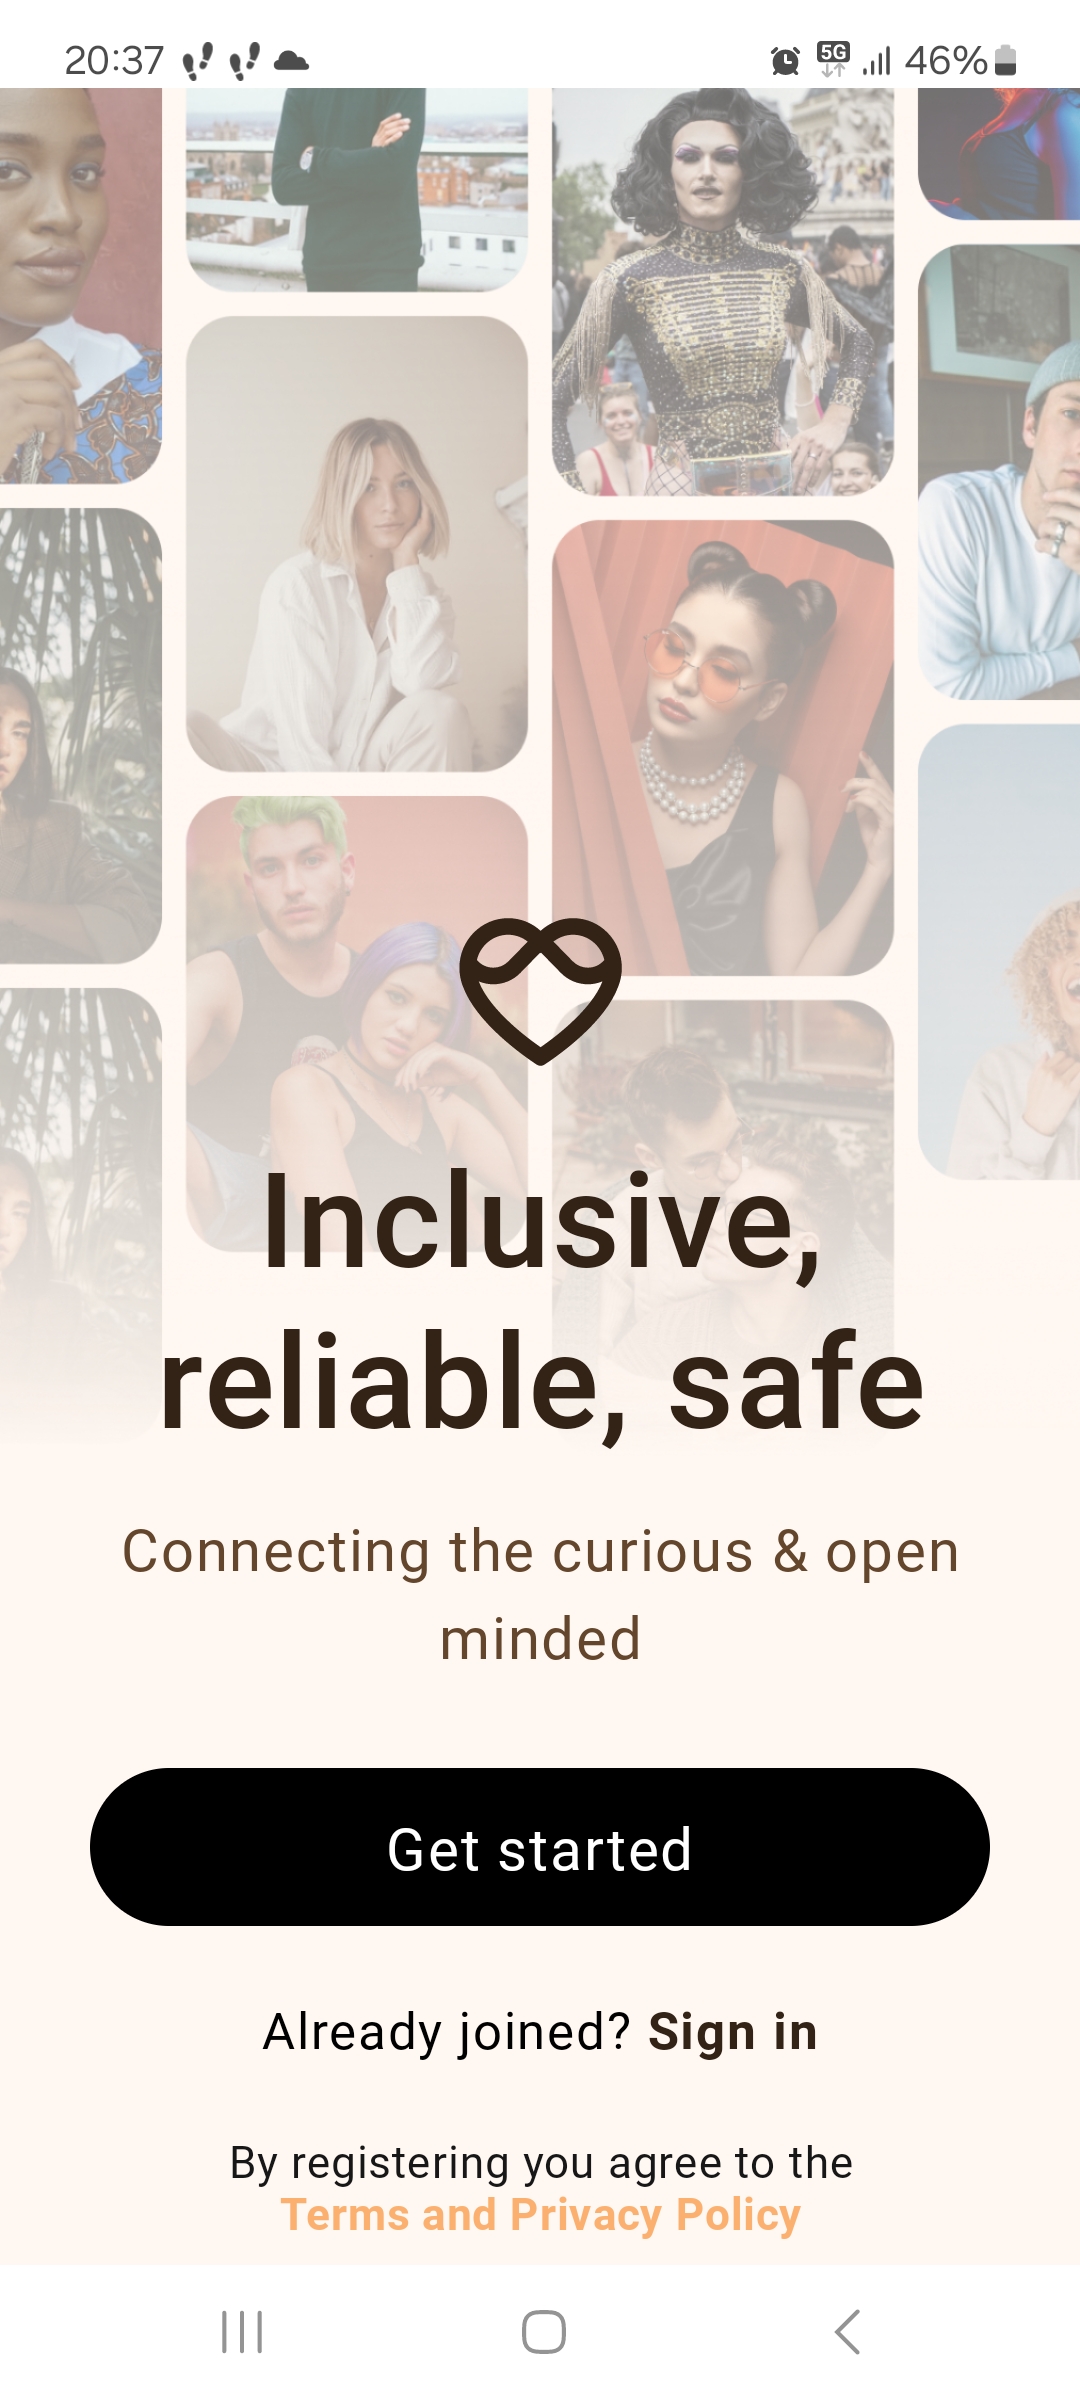 20:37
5G
46%
Inclusive,
reliable, safe
Connecting the curious & open
minded
Get started
Already joined? Sign in
By registering you agree to the
Terms and Privacy Policy